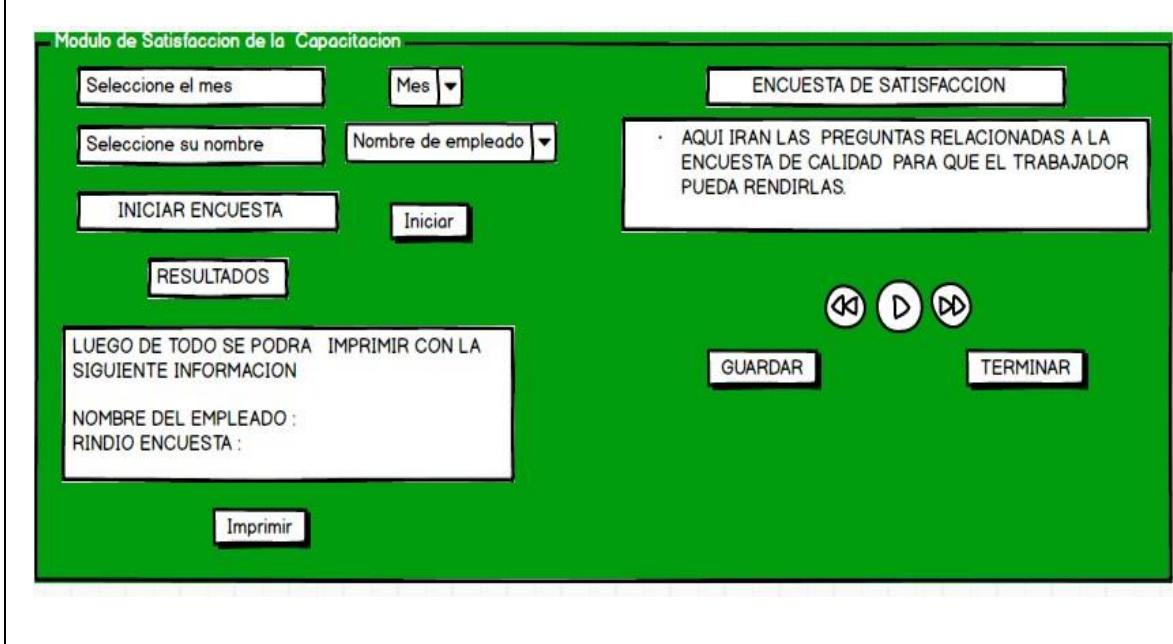 Modulo de Satisfaccion de la Capacitacion
Seleccione el mes
Mes
Seleccione su nombre
Nombre de empleado
INICIAR ENCUESTA
Iniciar
RESULTADOS
LUEGO DE TODO SE PODRA IMPRIMIR CON LA
SIGUIENTE INFORMACION
NOMBRE DEL EMPLEADO :
RINDIO ENCUESTA :
Imprimir
ENCUESTA DE SATISFACCION
• AQUI IRAN LAS PREGUNTAS RELACIONADAS A LA
ENCUESTA DE CALIDAD PARA QUE EL TRABAJADOR
PUEDA RENDIRLAS.
GUARDAR
TERMINAR